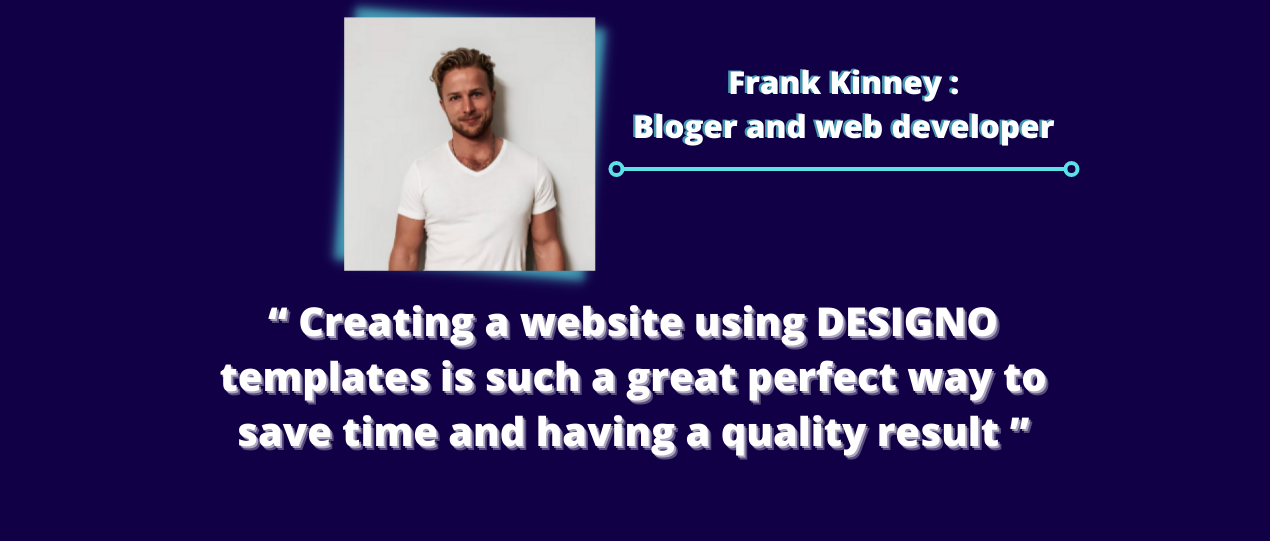 Frank Kinney :
Bloger and web developer
“ Creating a website using DESIGNO
templates is such a great perfect way to
save time and having a quality result ”